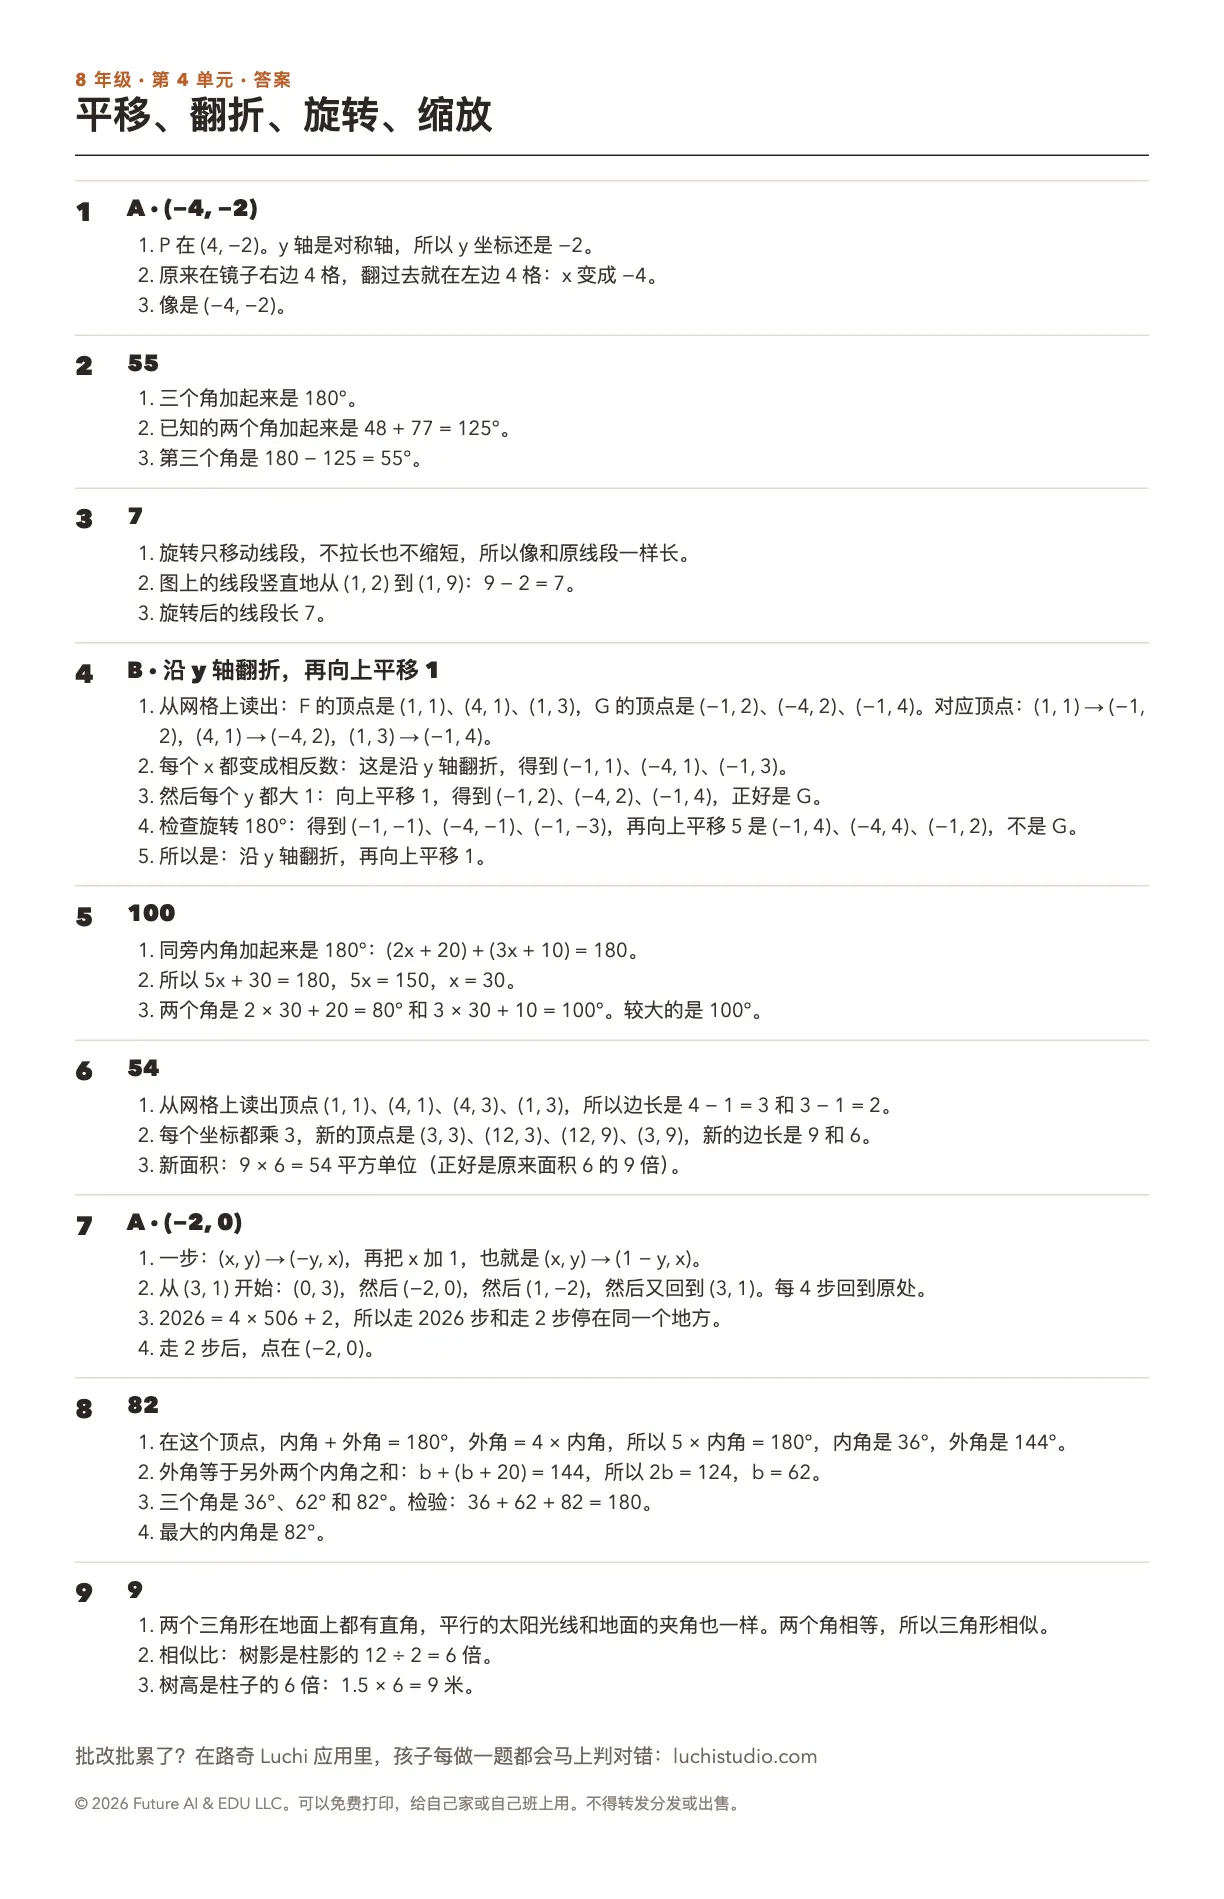 8 年级 · 第 4 单元 · 答案
平移、翻折、旋转、缩放
1 A · (−4, −2)
1. P 在 (4, −2)。y 轴是对称轴，所以 y 坐标还是 −2。
2. 原来在镜子右边 4 格，翻过去就在左边 4 格：x 变成 −4。
3. 像是 (−4, −2)。
2 55
1. 三个角加起来是 180°。
2. 已知的两个角加起来是 48 + 77 = 125°。
3. 第三个角是 180 − 125 = 55°。
3 7
1. 旋转只移动线段，不拉长也不缩短，所以像和原线段一样长。
2. 图上的线段竖直地从 (1, 2) 到 (1, 9)：9 − 2 = 7。
3. 旋转后的线段长 7。
4 B · 沿 y 轴翻折，再向上平移 1
1. 从网格上读出：F 的顶点是 (1, 1)、(4, 1)、(1, 3)，G 的顶点是 (−1, 2)、(−4, 2)、(−1, 4)。对应顶点：(1, 1) → (−1,
2)，(4, 1) → (−4, 2)，(1, 3) → (−1, 4)。
2. 每个 x 都变成相反数：这是沿 y 轴翻折，得到 (−1, 1)、(−4, 1)、(−1, 3)。
3. 然后每个 y 都大 1：向上平移 1，得到 (−1, 2)、(−4, 2)、(−1, 4)，正好是 G。
4. 检查旋转 180°：得到 (−1, −1)、(−4, −1)、(−1, −3)，再向上平移 5 是 (−1, 4)、(−4, 4)、(−1, 2)，不是 G。
5. 所以是：沿 y 轴翻折，再向上平移 1。
5 100
1. 同旁内角加起来是 180°：(2x + 20) + (3x + 10) = 180。
2. 所以 5x + 30 = 180，5x = 150，x = 30。
3. 两个角是 2 × 30 + 20 = 80° 和 3 × 30 + 10 = 100°。较大的是 100°。
6 54
1. 从网格上读出顶点 (1, 1)、(4, 1)、(4, 3)、(1, 3)，所以边长是 4 − 1 = 3 和 3 − 1 = 2。
2. 每个坐标都乘 3，新的顶点是 (3, 3)、(12, 3)、(12, 9)、(3, 9)，新的边长是 9 和 6。
3. 新面积：9 × 6 = 54 平方单位（正好是原来面积 6 的 9 倍）。
7 A · (−2, 0)
1. 一步：(x, y) → (−y, x)，再把 x 加 1，也就是 (x, y) → (1 − y, x)。
2. 从 (3, 1) 开始：(0, 3)，然后 (−2, 0)，然后 (1, −2)，然后又回到 (3, 1)。每 4 步回到原处。
3. 2026 = 4 × 506 + 2，所以走 2026 步和走 2 步停在同一个地方。
4. 走 2 步后，点在 (−2, 0)。
8 82
1. 在这个顶点，内角 + 外角 = 180°，外角 = 4 × 内角，所以 5 × 内角 = 180°，内角是 36°，外角是 144°。
2. 外角等于另外两个内角之和：b + (b + 20) = 144，所以 2b = 124，b = 62。
3. 三个角是 36°、62° 和 82°。检验：36 + 62 + 82 = 180。
4. 最大的内角是 82°。
9 9
1. 两个三角形在地面上都有直角，平行的太阳光线和地面的夹角也一样。两个角相等，所以三角形相似。
2. 相似比：树影是柱影的 12 ÷ 2 = 6 倍。
3. 树高是柱子的 6 倍：1.5 × 6 = 9 米。
批改批累了？在路奇 Luchi 应用里，孩子每做一题都会马上判对错：luchistudio.com
© 2026 Future AI & EDU LLC。可以免费打印，给自己家或自己班上用。不得转发分发或出售。